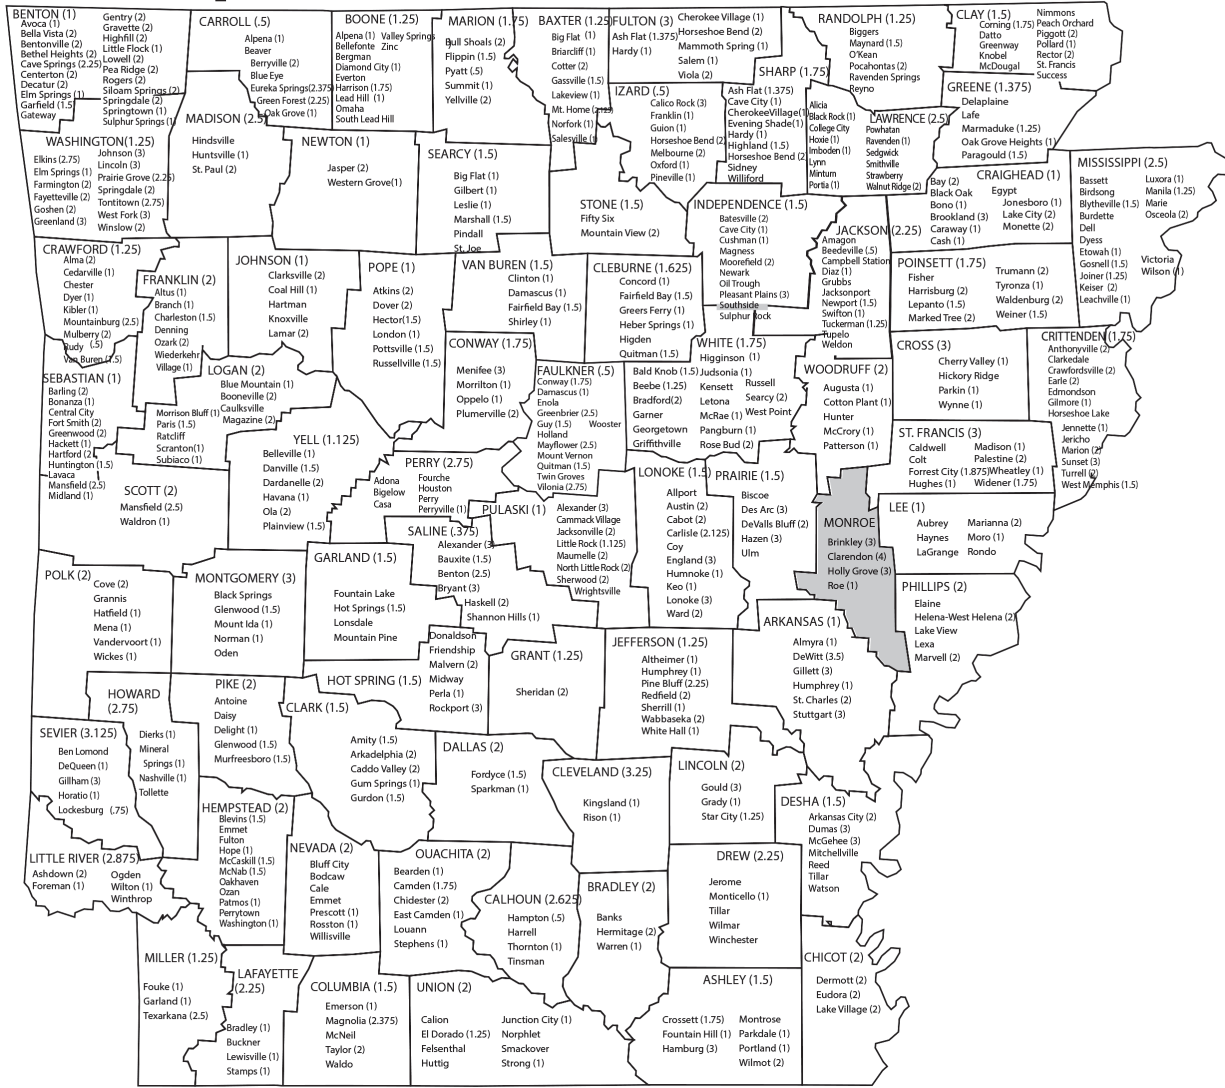 BENTON (1)
Avoca (1)
Bella Vista (2)
Bentonville (2)
Bethel Heights (2)
Cave Springs (2.25)
Centerton (2)
Decatur (2)
Elm Springs (1)
Garfield (1.5)
Gateway
Gentry (2)
Gravette (2)
Highfill (2)
Little Flock (1)
Lowell (2)
Pea Ridge (2)
Rogers (2)
Siloam Springs (2)
Springdale (2)
Springtown (1)
Sulphur Springs (1)
CARROLL (.5)
Alpena (1)
Beaver
Berryville (2)
Blue Eye
Eureka Springs(2.375)
Green Forest (2.25)
Oak Grove (1)
BOONE (1.25)
Alpena (1)
Bellefonte
Bergman
Diamond City (1)
Everton
Harrison (1.75)
Lead Hill (1)
Omaha
South Lead Hill
Valley Springs
Zinc
MARION (1.75)
Bull Shoals (2)
Flippin (1.5)
Pyatt (.5)
Summit (1)
Yellville (2)
BAXTER (1.25)
Big Flat (1)
Briarcliff (1)
Cotter (2)
Gassville (1.5)
Lakeview (1)
Mt. Home (2.125)
Norfork (1)
Salesville (1)
FULTON (3)
Ash Flat (1.375)
Hardy (1)
Cherokee Village (1)
Horseshoe Bend (2)
Mammoth Spring (1)
Salem (1)
Viola (2)
SHARP (1.75)
Ash Flat (1.375)
Cave City (1)
CherokeeVillage(1)
Evening Shade(1)
Hardy (1)
Highland (1.5)
Horseshoe Bend (2)
Sidney
Williford
RANDOLPH (1.25)
Biggers
Maynard (1.5)
O'Kean
Pocahontas (2)
Ravenden Springs
Reyno
CLAY (1.5)
Corning (1.75)
Datto
Greenway
Knobel
McDougal
Nimmons
Peach Orchard
Piggott (2)
Pollard (1)
Rector (2)
St. Francis
Success
GREENE (1.375)
Delaplaine
Lafe
Marmaduke (1.25)
Oak Grove Heights (1)
Paragould (1.5)
IZARD (.5)
Calico Rock (3)
Franklin (1)
Guion (1)
Horseshoe Bend (2)
Melbourne (2)
Oxford (1)
Pineville (1)
LAWRENCE (2.5)
Alicia
Black Rock (1)
College City
Hoxie (1)
Imboden (1)
Lynn
Minturn
Portia (1)
Powhatan
Ravenden (1)
Sedgwick
Smithville
Strawberry
Walnut Ridge (2)
WASHINGTON(1.25)
Elkins (2.75)
Elm Springs (1)
Farmington (2)
Fayetteville (2)
Goshen (2)
Greenland (3)
Johnson (3)
Lincoln (3)
Prairie Grove (2.25)
Springdale (2)
Tontitown (2.75)
West Fork (3)
Winslow (2)
MADISON (2.5)
Hindsville
Huntsville (1)
St. Paul (2)
NEWTON (1)
Jasper (2)
Western Grove(1)
SEARCY (1.5)
Big Flat (1)
Gilbert (1)
Leslie (1)
Marshall (1.5)
Pindall
St. Joe
STONE (1.5)
Fifty Six
Mountain View (2)
INDEPENDENCE (1.5)
Batesville (2)
Cave City (1)
Cushman (1)
Magness
Moorefield (2)
Newark
Oil Trough
Pleasant Plains (3)
Southside
Sulphur Rock
JACKSON (2.25)
Amagon
Beedeville (.5)
Campbell Station
Diaz (1)
Grubbs
Jacksonport
Newport (1.5)
Swifton (1)
Tuckerman (1.25)
Tupelo
Weldon
CRAIGHEAD (1)
Bay (2)
Black Oak
Bono (1)
Brookland (3)
Caraway (1)
Cash (1)
Egypt
Jonesboro (1)
Lake City (2)
Monette (2)
MISSISSIPPI (2.5)
Bassett
Birdsong
Blytheville (1.5)
Burdette
Dell
Dyess
Etowah (1)
Gosnell (1.5)
Joiner (1.25)
Keiser (2)
Leachville (1)
Luxora (1)
Manila (1.25)
Marie
Osceola (2)
Victoria
Wilson (1)
CRAWFORD (1.25)
Alma (2)
Cedarville (1)
Chester
Dyer (1)
Kibler (1)
Mountainburg (2.5)
Mulberry (2)
Rudy (.5)
Van Buren (1.5)
FRANKLIN (2)
Altus (1)
Branch (1)
Charleston (1.5)
Denning
Ozark (2)
Wiederkehr
Village (1)
JOHNSON (1)
Clarksville (2)
Coal Hill (1)
Hartman
Knoxville
Lamar (2)
POPE (1)
Atkins (2)
Dover (2)
Hector(1.5)
London (1)
Pottsville (1.5)
Russellville (1.5)
VAN BUREN (1.5)
Clinton (1)
Damascus (1)
Fairfield Bay (1.5)
Shirley (1)
CLEBURNE (1.625)
Concord (1)
Fairfield Bay (1.5)
Greers Ferry (1)
Heber Springs (1)
Higden
Quitman (1.5)
POINSETT (1.75)
Fisher
Harrisburg (2)
Lepanto (1.5)
Marked Tree (2)
Trumann (2)
Tyronza (1)
Waldenburg (2)
Weiner (1.5)
CONWAY (1.75)
Menifee (3)
Morrilton (1)
Oppelo (1)
Plumerville (2)
FAULKNER (.5)
Conway (1.75)
Damascus (1)
Enola
Greenbrier (2.5)
Guy (1.5)
Holland
Mayflower (2.5)
Mount Vernon
Quitman (1.5)
Twin Groves
Vilonia (2.75)
Wooster
WHITE (1.75)
Bald Knob (1.5)
Beebe (1.25)
Bradford(2)
Garner
Georgetown
Griffithville
Higginson (1)
Judsonia (1)
Kensett
Letona
McRae (1)
Pangburn (1)
Rose Bud (2)
Russell
Searcy (2)
West Point
WOODRUFF (2)
Augusta (1)
Cotton Plant (1)
Hunter
McCrory (1)
Patterson (1)
CROSS (3)
Cherry Valley (1)
Hickory Ridge
Parkin (1)
Wynne (1)
CRITTENDEN (1.75)
Anthonyville (2)
Clarkedale
Crawfordsville (2)
Earle (2)
Edmondson
Gilmore (1)
Horseshoe Lake
Jennette (1)
Jericho
Marion (2)
Sunset (3)
Turrell (2)
West Memphis (1.5)
SEBASTIAN (1)
Barling (2)
Bonanza (1)
Central City
Fort Smith (2)
Greenwood (2)
Hackett (1)
Hartford (2)
Huntington (1.5)
Lavaca
Mansfield (2.5)
Midland (1)
LOGAN (2)
Blue Mountain (1)
Booneville (2)
Caulksville
Magazine (2)
Morrison Bluff (1)
Paris (1.5)
Ratcliff
Scranton(1)
Subiaco (1)
YELL (1.125)
Belleville (1)
Danville (1.5)
Dardanelle (2)
Havana (1)
Ola (2)
Plainview (1.5)
PERRY (2.75)
Adona
Bigelow
Casa
Fourche
Houston
Perry
Perryville (1)
ST. FRANCIS (3)
Caldwell
Colt
Forrest City (1.875)
Hughes (1)
Madison (1)
Palestine (2)
Wheatley (1)
Widener (1.75)
SCOTT (2)
Mansfield (2.5)
Waldron (1)
SALINE (.375)
Alexander (3)
Bauxite (1.5)
Benton (2.5)
Bryant (3)
Haskell (2)
Shannon Hills (1)
PULASKI (1)
Alexander (3)
Cammack Village
Jacksonville (2)
Little Rock (1.125)
Maumelle (2)
North Little Rock (2)
Sherwood (2)
Wrightsville
LONOKE (1.5)
Allport
Austin (2)
Cabot (2)
Carlisle (2.125)
Coy
England (3)
Humnoke (1)
Keo (1)
Lonoke (3)
Ward (2)
PRAIRIE (1.5)
Biscoe
Des Arc (3)
DeValls Bluff (2)
Hazen (3)
Ulm
MONROE
Brinkley (3)
Clarendon (4)
Holly Grove (3)
Roe (1)
LEE (1)
Aubrey
Haynes
LaGrange
Marianna (2)
Moro (1)
Rondo
PHILLIPS (2)
Elaine
Helena-West Helena (2)
Lake View
Lexa
Marvell (2)
POLK (2)
Cove (2)
Grannis
Hatfield (1)
Mena (1)
Vandervoort (1)
Wickes (1)
MONTGOMERY (3)
Black Springs
Glenwood (1.5)
Mount Ida (1)
Norman (1)
Oden
GARLAND (1.5)
Fountain Lake
Hot Springs (1.5)
Lonsdale
Mountain Pine
HOT SPRING (1.5)
Donaldson
Friendship
Malvern (2)
Midway
Perla (1)
Rockport (3)
GRANT (1.25)
Sheridan (2)
JEFFERSON (1.25)
Altheimer (1)
Humphrey (1)
Pine Bluff (2.25)
Redfield (2)
Sherrill (1)
Wabbaseka (2)
White Hall (1)
ARKANSAS (1)
Almyra (1)
DeWitt (3.5)
Gillett (3)
Humphrey (1)
St. Charles (2)
Stuttgart (3)
HOWARD
(2.75)
Dierks (1)
Mineral
Springs (1)
Nashville (1)
Tollette
PIKE (2)
Antoine
Daisy
Delight (1)
Glenwood (1.5)
Murfreesboro (1.5)
CLARK (1.5)
Amity (1.5)
Arkadelphia (2)
Caddo Valley (2)
Gum Springs (1)
Gurdon (1.5)
SEVIER (3.125)
Ben Lomond
DeQueen (1)
Gillham (3)
Horatio (1)
Lockesburg (.75)
DALLAS (2)
Fordyce (1.5)
Sparkman (1)
CLEVELAND (3.25)
Kingsland (1)
Rison (1)
LINCOLN (2)
Gould (3)
Grady (1)
Star City (1.25)
DESHA (1.5)
Arkansas City (2)
Dumas (3)
McGehee (3)
Mitchellville
Reed
Tillar
Watson
LITTLE RIVER (2.875)
Ashdown (2)
Foreman (1)
Ogden
Wilton (1)
Winthrop
HEMPSTEAD (2)
Blevins (1.5)
Emmet
Fulton
Hope (1)
McCaskill (1.5)
McNab (1.5)
Oakhaven
Ozan
Patmos (1)
Perrytown
Washington (1)
NEVADA (2)
Bluff City
Bodcaw
Cale
Emmet
Prescott (1)
Rosston (1)
Willisville
OUACHITA (2)
Bearden (1)
Camden (1.75)
Chidester (2)
East Camden (1)
Louann
Stephens (1)
CALHOUN (2.625)
Hampton (.5)
Harrell
Thornton (1)
Tinsman
BRADLEY (2)
Banks
Hermitage (2)
Warren (1)
DREW (2.25)
Jerome
Monticello (1)
Tillar
Wilmar
Winchester
MILLER (1.25)
Fouke (1)
Garland (1)
Texarkana (2.5)
LAFAYETTE
(2.25)
Bradley (1)
Buckner
Lewisville (1)
Stamps (1)
COLUMBIA (1.5)
Emerson (1)
Magnolia (2.375)
McNeil
Taylor (2)
Waldo
UNION (2)
Calion
El Dorado (1.25)
Felsenthal
Huttig
Junction City (1)
Norphlet
Smackover
Strong (1)
ASHLEY (1.5)
Crossett (1.75)
Fountain Hill (1)
Hamburg (3)
Montrose
Parkdale (1)
Portland (1)
Wilmot (2)
CHICOT (2)
Dermott (2)
Eudora (2)
Lake Village (2)